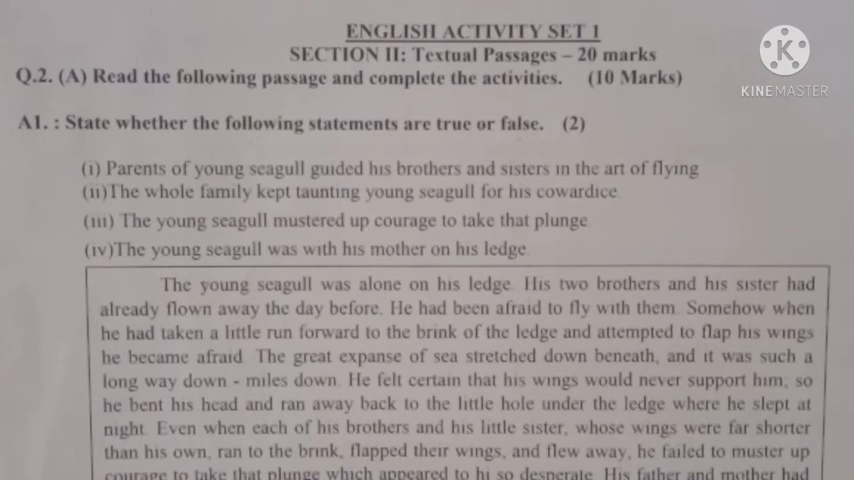 ENGLISH ACTIVITY SET 1
SECTION II: Textual Passages – 20 marks
Q.2. (A) Read the following passage and complete the activities. (10 Marks)
KINEMASTER
A1. : State whether the following statements are true or false. (2)
(i) Parents of young seagull guided his brothers and sisters in the art of flying
(ii)The whole family kept taunting young seagull for his cowardice
(iii) The young seagull mustered up courage to take that plunge
(iv)The young seagull was with his mother on his ledge.
The young seagull was alone on his ledge. His two brothers and his sister had
already flown away the day before. He had been afraid to fly with them. Somehow when
he had taken a little run forward to the brink of the ledge and attempted to flap his wings
he became afraid. The great expanse of sea stretched down beneath, and it was such a
long way down - miles down. He felt certain that his wings would never support him, so
he bent his head and ran away back to the little hole under the ledge where he slept at
night. Even when each of his brothers and his little sister, whose wings were far shorter
than his own, ran to the brink, flapped their wings, and flew away, he failed to muster up
courage to take that plunge which appeared to hi so desperate. His father and mother had